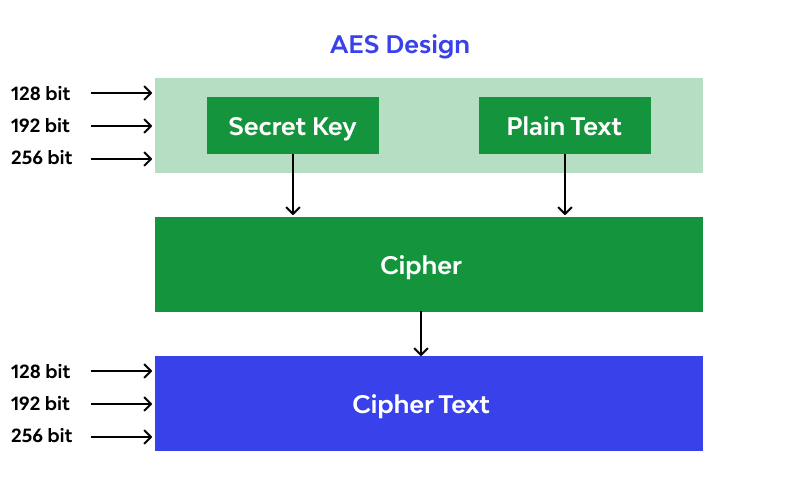 AES Design
128 bit
192 bit
256 bit
Secret Key
Plain Text
Cipher
128 bit
192 bit
256 bit
Cipher Text